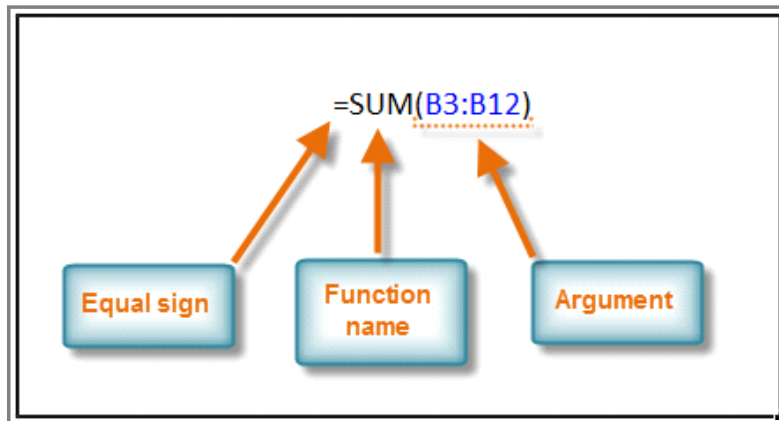 =SUM(B3:B12)
Equal sign
Function
name
Argument